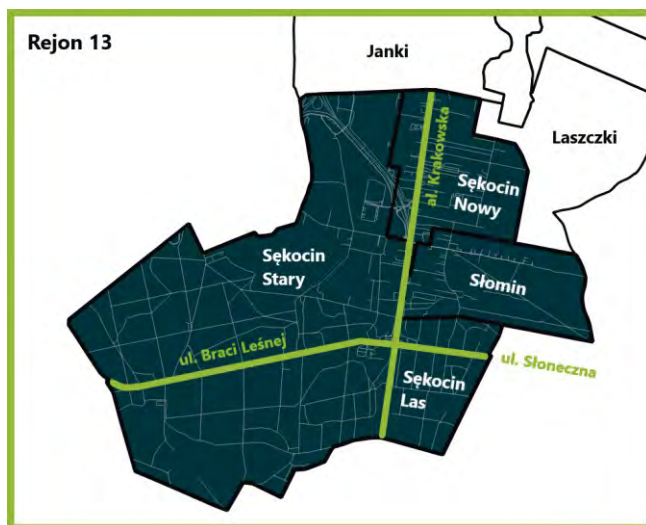 Rejon 13
Janki
Laszczki
al. Krakowska
Sękocin
Nowy
Sękocin
Stary
Słomin
ul. Braci Leśnej
ul. Słoneczna
Sękocin
Las